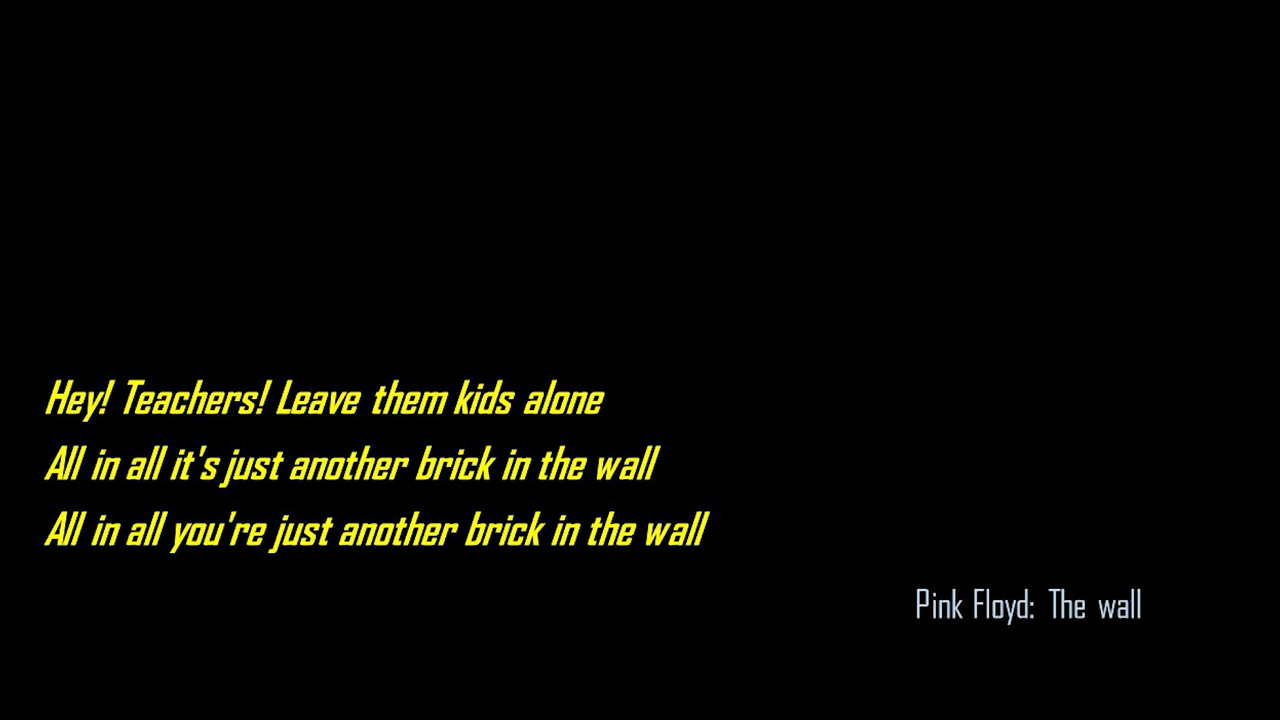 Hey! Teachers! Leave them kids alone
All in all it's just another brick in the wall
All in all you're just another brick in the wall
Pink Floyd: The wall